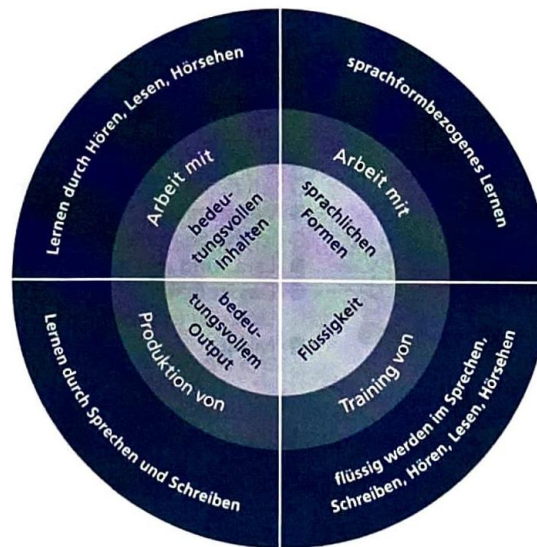 Lernen durch Hören, Lesen, Hörsehen
Arbeit mit
bedeu-
tungsvollen
Inhalten
sprachformbezogenes Lernen
Arbeit mit
sprachlichen
Formen
Lernen durch Sprechen und Schreiben
Produktion von
bedeu-
tungsvollem
Output
flüssig werden im Sprechen,
Schreiben, Hören, Lesen, Hörsehen
Training von
Flüssigkeit